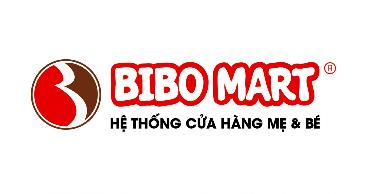 BIBO MART ®
HỆ THỐNG CỬA HÀNG MẸ & BÉ